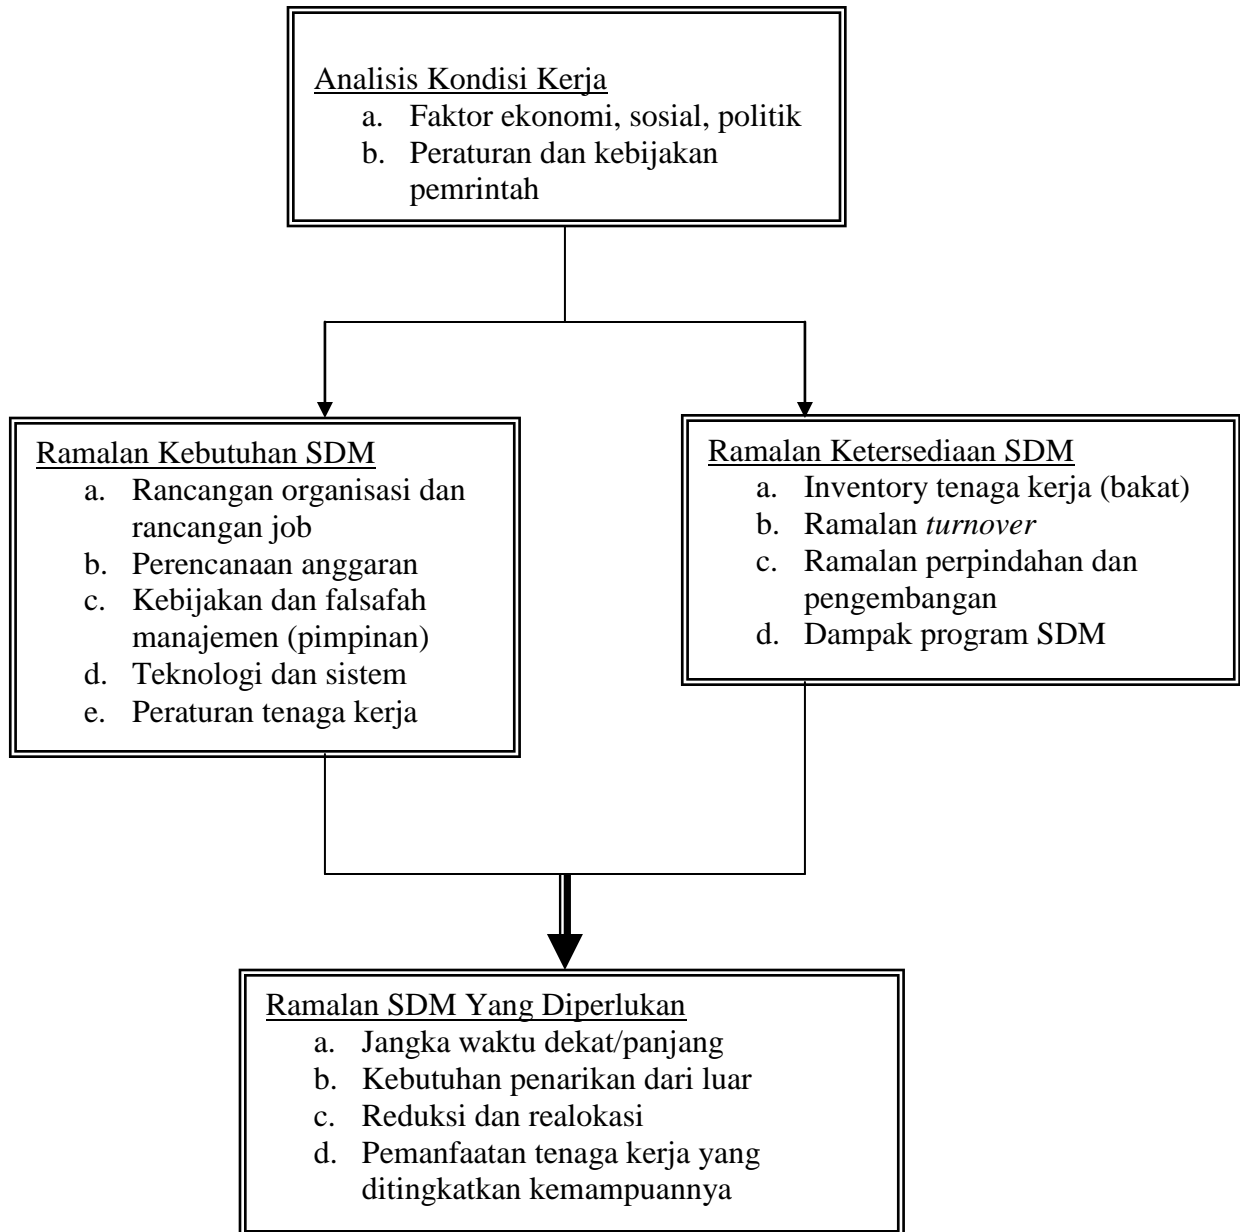 Analisis Kondisi Kerja
a. Faktor ekonomi, sosial, politik
b. Peraturan dan kebijakan
pemrintah
Ramalan Kebutuhan SDM
a. Rancangan organisasi dan
rancangan job
b. Perencanaan anggaran
c. Kebijakan dan falsafah
manajemen (pimpinan)
d. Teknologi dan sistem
e. Peraturan tenaga kerja
Ramalan Ketersediaan SDM
a. Inventory tenaga kerja (bakat)
b. Ramalan turnover
c. Ramalan perpindahan dan
pengembangan
d. Dampak program SDM
Ramalan SDM Yang Diperlukan
a. Jangka waktu dekat/panjang
b. Kebutuhan penarikan dari luar
c. Reduksi dan realokasi
d. Pemanfaatan tenaga kerja yang
ditingkatkan kemampuannya